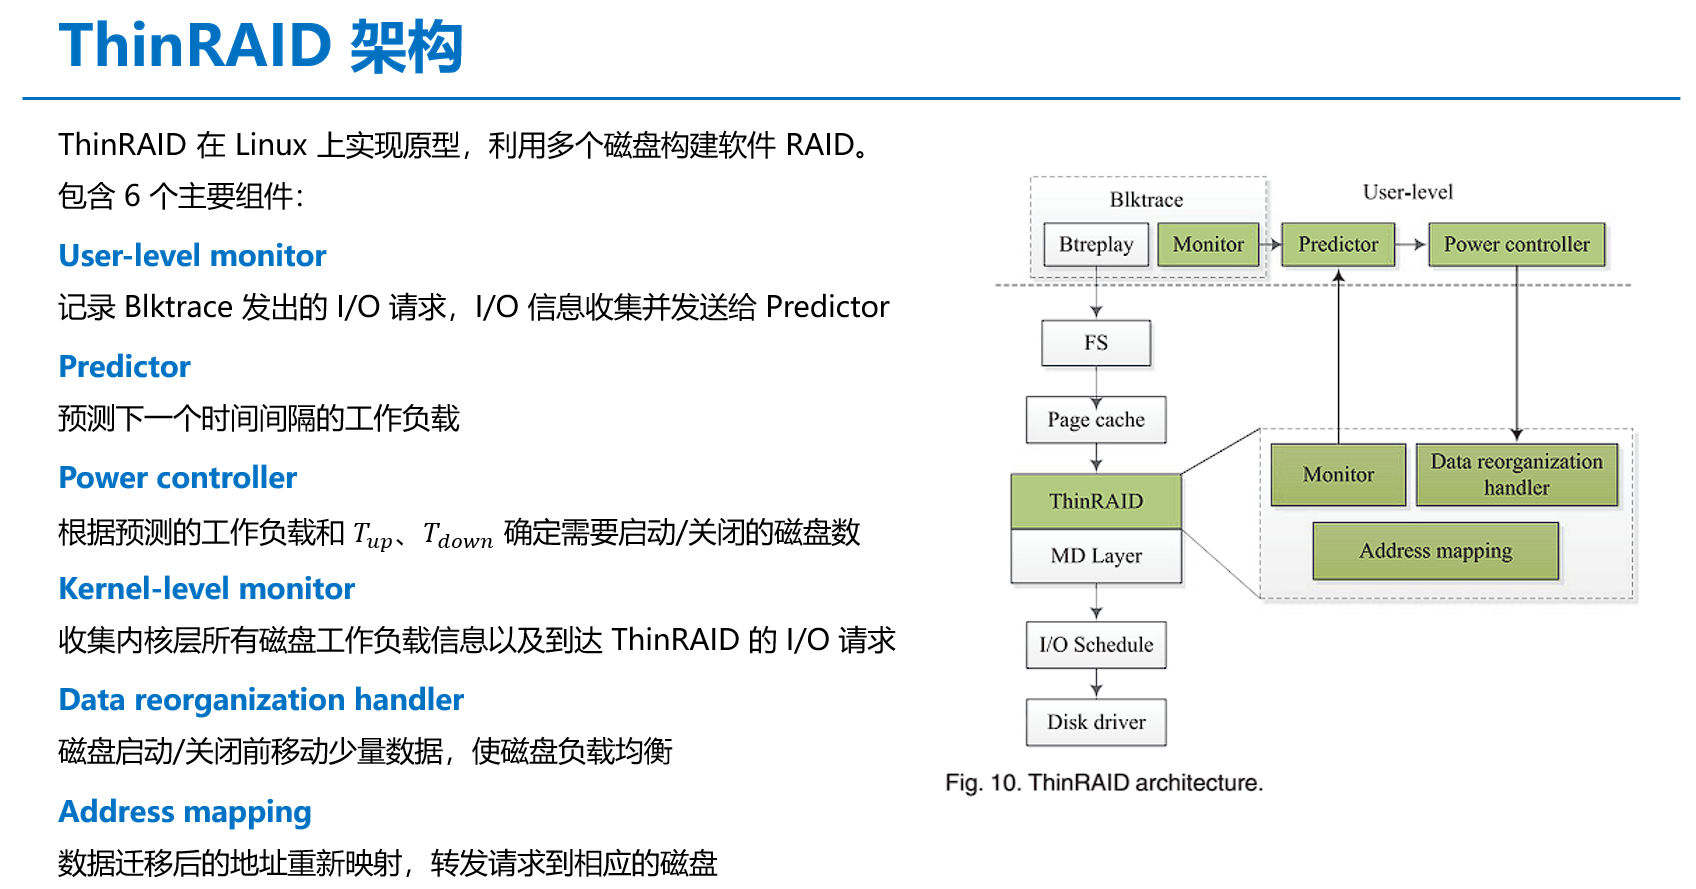 ThinRAID 架构
ThinRAID 在 Linux 上实现原型，利用多个磁盘构建软件 RAID。
包含 6 个主要组件：
User-level monitor
记录 Blktrace 发出的 I/O 请求，I/O 信息收集并发送给 Predictor
Predictor
预测下一个时间间隔的工作负载
Power controller
根据预测的工作负载和 T_up、T_down 确定需要启动/关闭的磁盘数
Kernel-level monitor
收集内核层所有磁盘工作负载信息以及到达 ThinRAID 的 I/O 请求
Data reorganization handler
磁盘启动/关闭前移动少量数据，使磁盘负载均衡
Address mapping
数据迁移后的地址重新映射，转发请求到相应的磁盘
Blktrace
User-level
Btreplay
Monitor
Predictor
Power controller
FS
Page cache
ThinRAID
MD Layer
I/O Schedule
Disk driver
Monitor
Data reorganization
handler
Address mapping
Fig. 10. ThinRAID architecture.